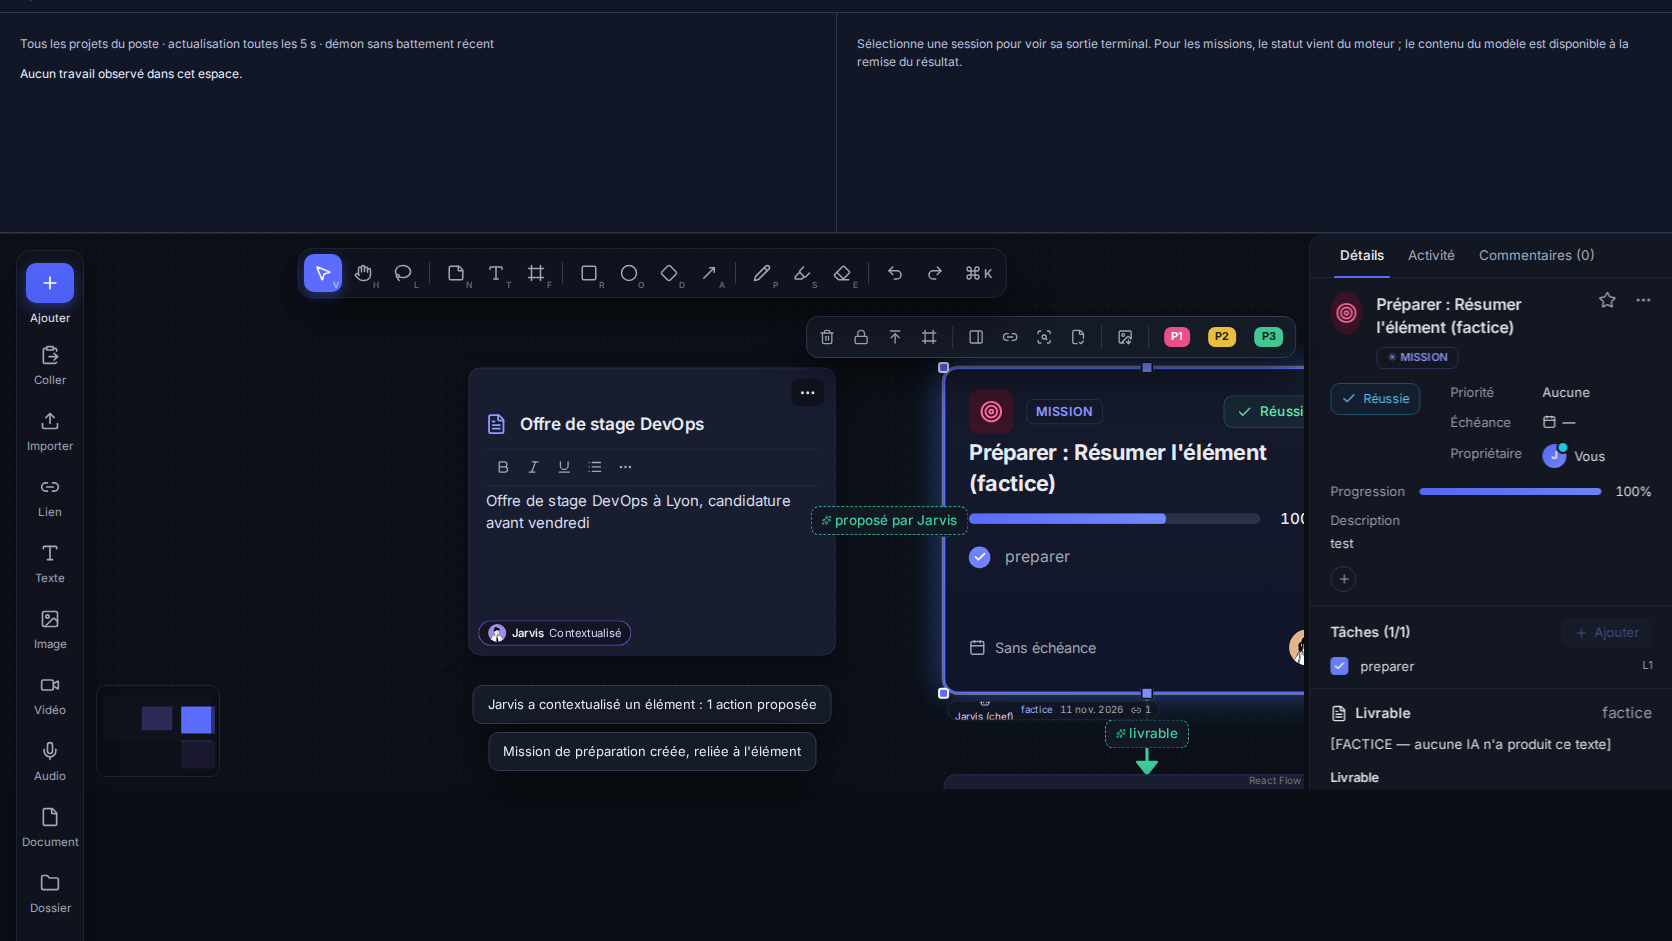 Tous les projets du poste · actualisation toutes les 5 s · démon sans battement récent
Aucun travail observé dans cet espace.
Sélectionne une session pour voir sa sortie terminal. Pour les missions, le statut vient du moteur ; le contenu du modèle est disponible à la
remise du résultat.
Ajouter
Coller
Importer
Lien
Texte
Image
Vidéo
Audio
Document
Dossier
V
H
L
N
T
F
R
O
D
A
P
S
E
⌘ K
P1
P2
P3
Offre de stage DevOps
B I U
Offre de stage DevOps à Lyon, candidature
avant vendredi
Jarvis Contextualisé
proposé par Jarvis
MISSION
Réussi
Préparer : Résumer l'élément
(factice)
100
preparer
Sans échéance
Jarvis (chef)
factice 11 nov. 2026 1
livrable
React Flow
Jarvis a contextualisé un élément : 1 action proposée
Mission de préparation créée, reliée à l'élément
Détails
Activité
Commentaires (0)
Préparer : Résumer
l'élément (factice)
MISSION
Réussie
Priorité
Aucune
Échéance
—
Propriétaire
J
Vous
Progression
100%
Description
test
Tâches (1/1)
+ Ajouter
preparer
L1
Livrable
factice
[FACTICE — aucune IA n'a produit ce texte]
Livrable